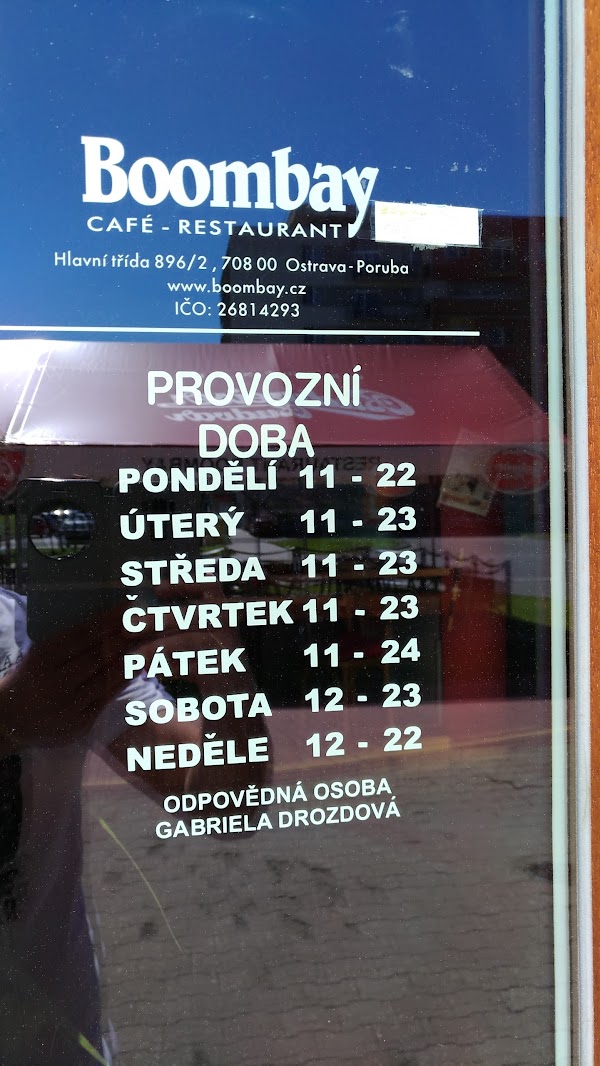 Boombay
CAFÉ - RESTAURANT
Hlavní třída 896/2 , 708 00 Ostrava - Poruba
www.boombay.cz
IČO: 26814293
PROVOZNÍ
DOBA
PONDĚLÍ 11 - 22
ÚTERÝ 11 - 23
STŘEDA 11 - 23
ČTVRTEK 11 - 23
PÁTEK 11 - 24
SOBOTA 12 - 23
NEDĚLE 12 - 22
ODPOVĚDNÁ OSOBA
GABRIELA DROZDOVÁ